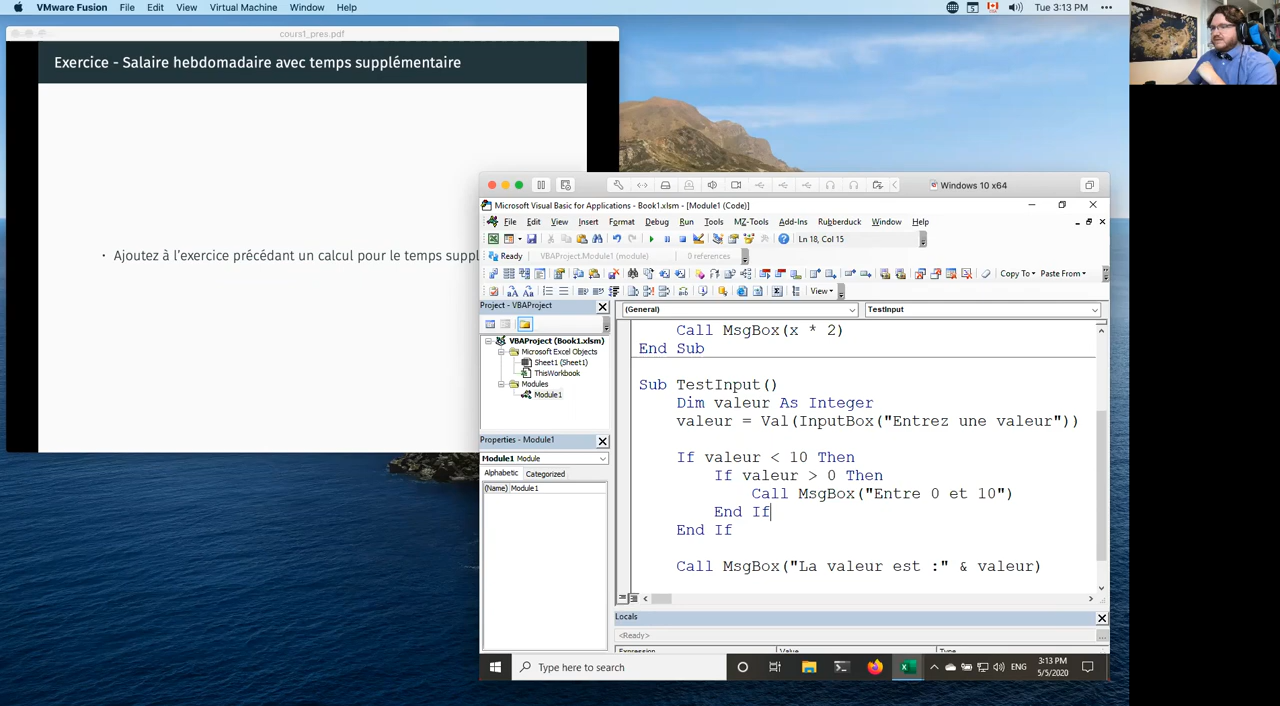 VMware Fusion File Edit View Virtual Machine Window Help
5
Tue 3:13 PM
cours1_pres.pdf
Exercice - Salaire hebdomadaire avec temps supplémentaire
• Ajoutez à l'exercice précédant un calcul pour le temps suppl
Windows 10 x64
Microsoft Visual Basic for Applications - Book1.xlsm - [Module1 (Code)]
File Edit View Insert Format Debug Run Tools MZ-Tools Add-Ins Rubberduck Window Help
Ln 18, Col 15
Ready VBAProject.Module1 (module) 0 references
Copy To Paste From
View
Project - VBAProject
VBAProject (Book1.xlsm)
Microsoft Excel Objects
Sheet1 (Sheet1)
ThisWorkbook
Modules
Module1
Properties - Module1
Module1 Module
Alphabetic Categorized
(Name) Module1
(General) TestInput
Call MsgBox(x * 2)
End Sub
Sub TestInput()
Dim valeur As Integer
valeur = Val(InputBox("Entrez une valeur"))
If valeur < 10 Then
If valeur > 0 Then
Call MsgBox("Entre 0 et 10")
End If
End If
Call MsgBox("La valeur est :" & valeur)
Locals
<Ready>
Expression Value Type
Type here to search
ENG
3:13 PM
5/5/2020